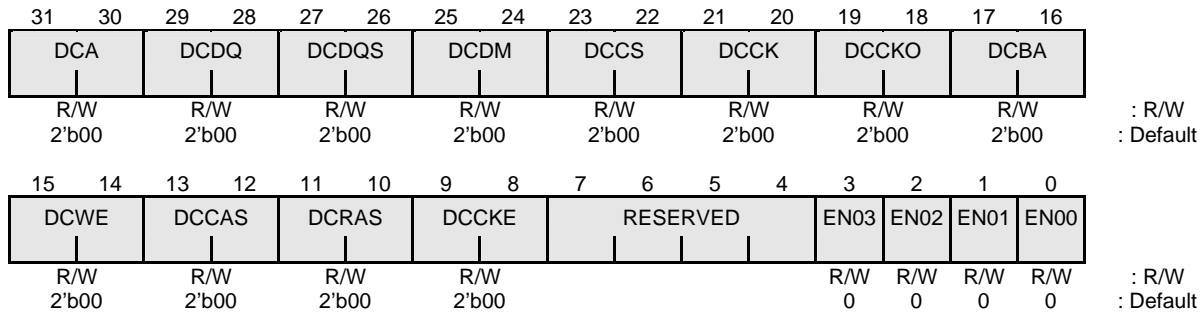 31 30 29 28 27 26 25 24 23 22 21 20 19 18 17 16
DCA DCDQ DCDQS DCDM DCCS DCCK DCCKO DCBA
R/W R/W R/W R/W R/W R/W R/W R/W : R/W
2’b00 2’b00 2’b00 2’b00 2’b00 2’b00 2’b00 2’b00 : Default
15 14 13 12 11 10 9 8 7 6 5 4 3 2 1 0
DCWE DCCAS DCRAS DCCKE RESERVED EN03 EN02 EN01 EN00
R/W R/W R/W R/W R/W R/W R/W R/W : R/W
2’b00 2’b00 2’b00 2’b00 0 0 0 0 : Default